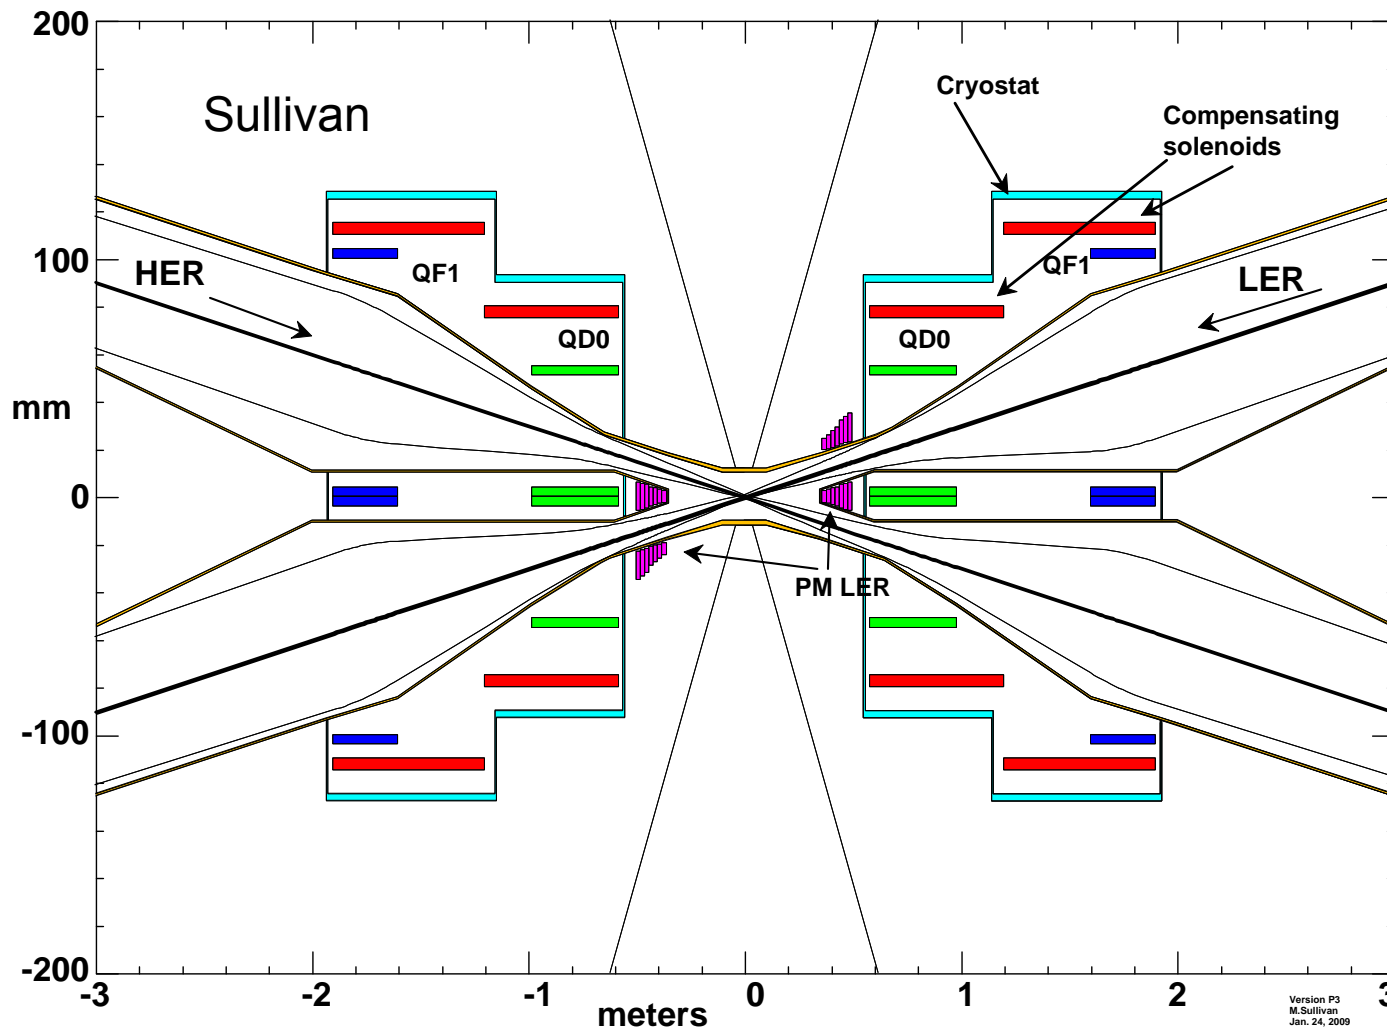 200
Sullivan
Cryostat
Compensating
solenoids
100
HER
QF1
QF1
LER
QD0
QD0
mm
0
PM LER
-100
-200
-3
-2
-1
0
1
2
3
meters
Version P3
M.Sullivan
Jan. 24, 2009